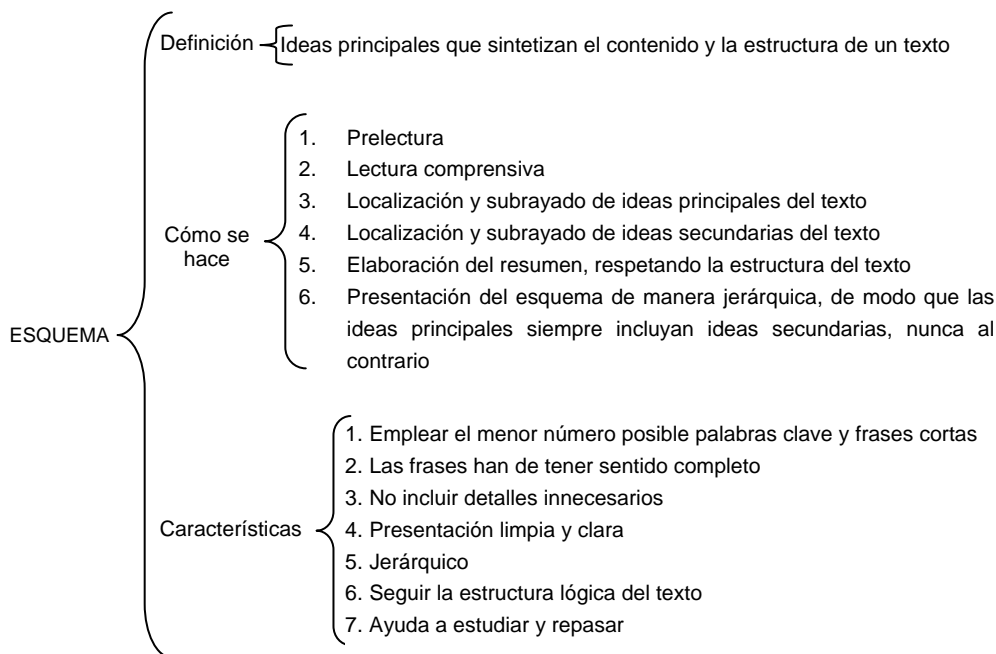 Definición
Ideas principales que sintetizan el contenido y la estructura de un texto
1. Prelectura
2. Lectura comprensiva
3. Localización y subrayado de ideas principales del texto
Cómo se
hace
4. Localización y subrayado de ideas secundarias del texto
5. Elaboración del resumen, respetando la estructura del texto
6. Presentación del esquema de manera jerárquica, de modo que las
ideas principales siempre incluyan ideas secundarias, nunca al
contrario
ESQUEMA
1. Emplear el menor número posible palabras clave y frases cortas
2. Las frases han de tener sentido completo
3. No incluir detalles innecesarios
Características
4. Presentación limpia y clara
5. Jerárquico
6. Seguir la estructura lógica del texto
7. Ayuda a estudiar y repasar